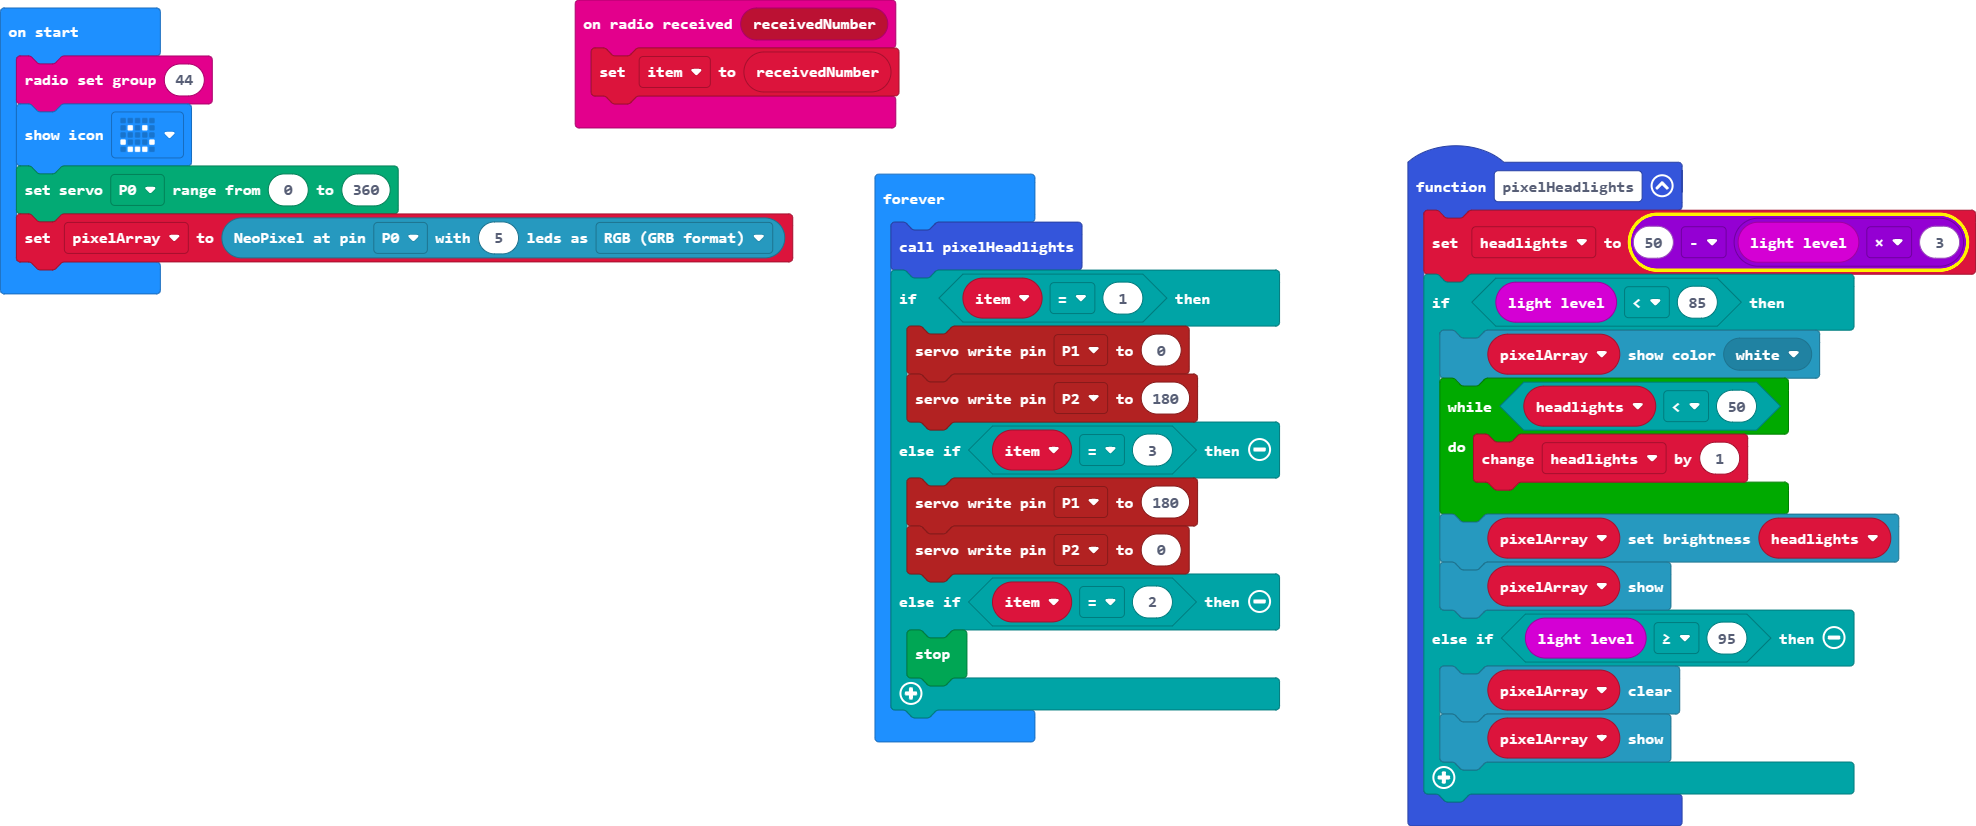 on start
radio set group 44
show icon
set servo P0 range from 0 to 360
set pixelArray to NeoPixel at pin P0 with 5 leds as RGB (GRB format)
on radio received receivedNumber
set item to receivedNumber
forever
call pixelHeadlights
if item = 1 then
servo write pin P1 to 0
servo write pin P2 to 180
else if item = 3 then
servo write pin P1 to 180
servo write pin P2 to 0
else if item = 2 then
stop
function pixelHeadlights
set headlights to 50 - light level × 3
if light level < 85 then
pixelArray show color white
while headlights < 50
do change headlights by 1
pixelArray set brightness headlights
pixelArray show
else if light level ≥ 95 then
pixelArray clear
pixelArray show